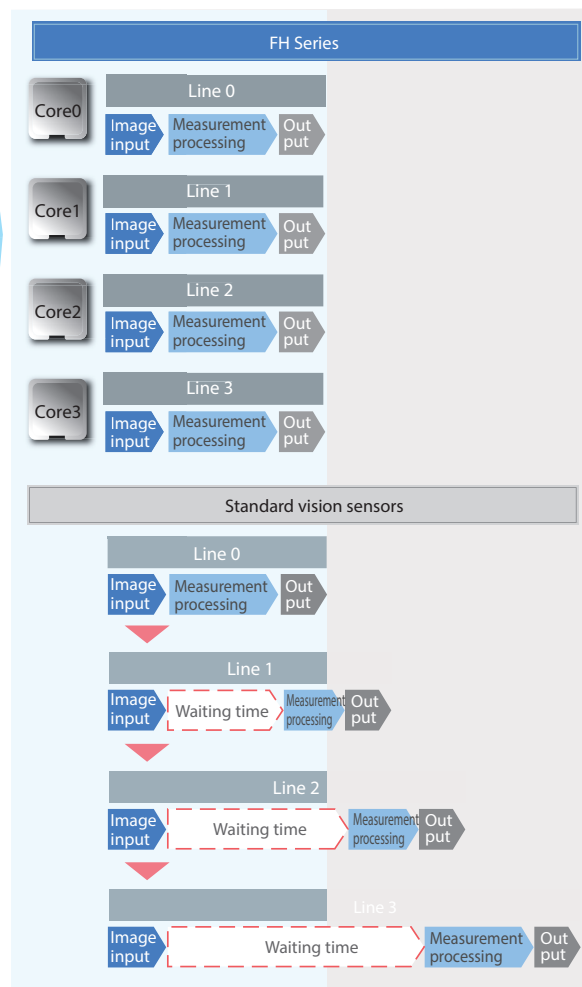 FH Series
Core0
Line 0
Image
input
Measurement
processing
Out
put
Core1
Line 1
Image
input
Measurement
processing
Out
put
Core2
Line 2
Image
input
Measurement
processing
Out
put
Core3
Line 3
Image
input
Measurement
processing
Out
put
Standard vision sensors
Line 0
Image
input
Measurement
processing
Out
put
Line 1
Image
input
Waiting time
Measurement
processing
Out
put
Line 2
Image
input
Waiting time
Measurement
processing
Out
put
Line 3
Image
input
Waiting time
Measurement
processing
Out
put